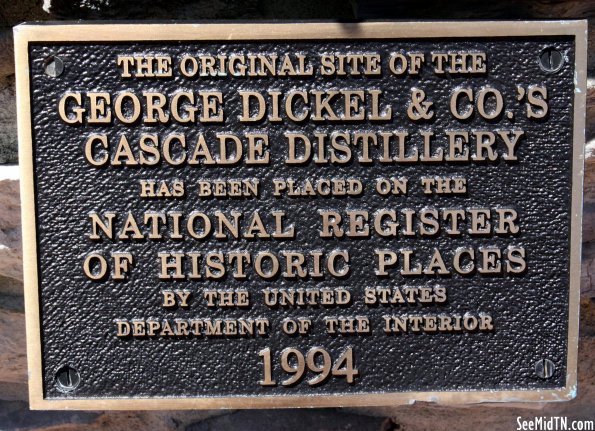 THE ORIGINAL SITE OF THE
GEORGE DICKEL & CO.'S
CASCADE DISTILLERY
HAS BEEN PLACED ON THE
NATIONAL REGISTER
OF HISTORIC PLACES
BY THE UNITED STATES
DEPARTMENT OF THE INTERIOR
1994
SeeMidTN.com